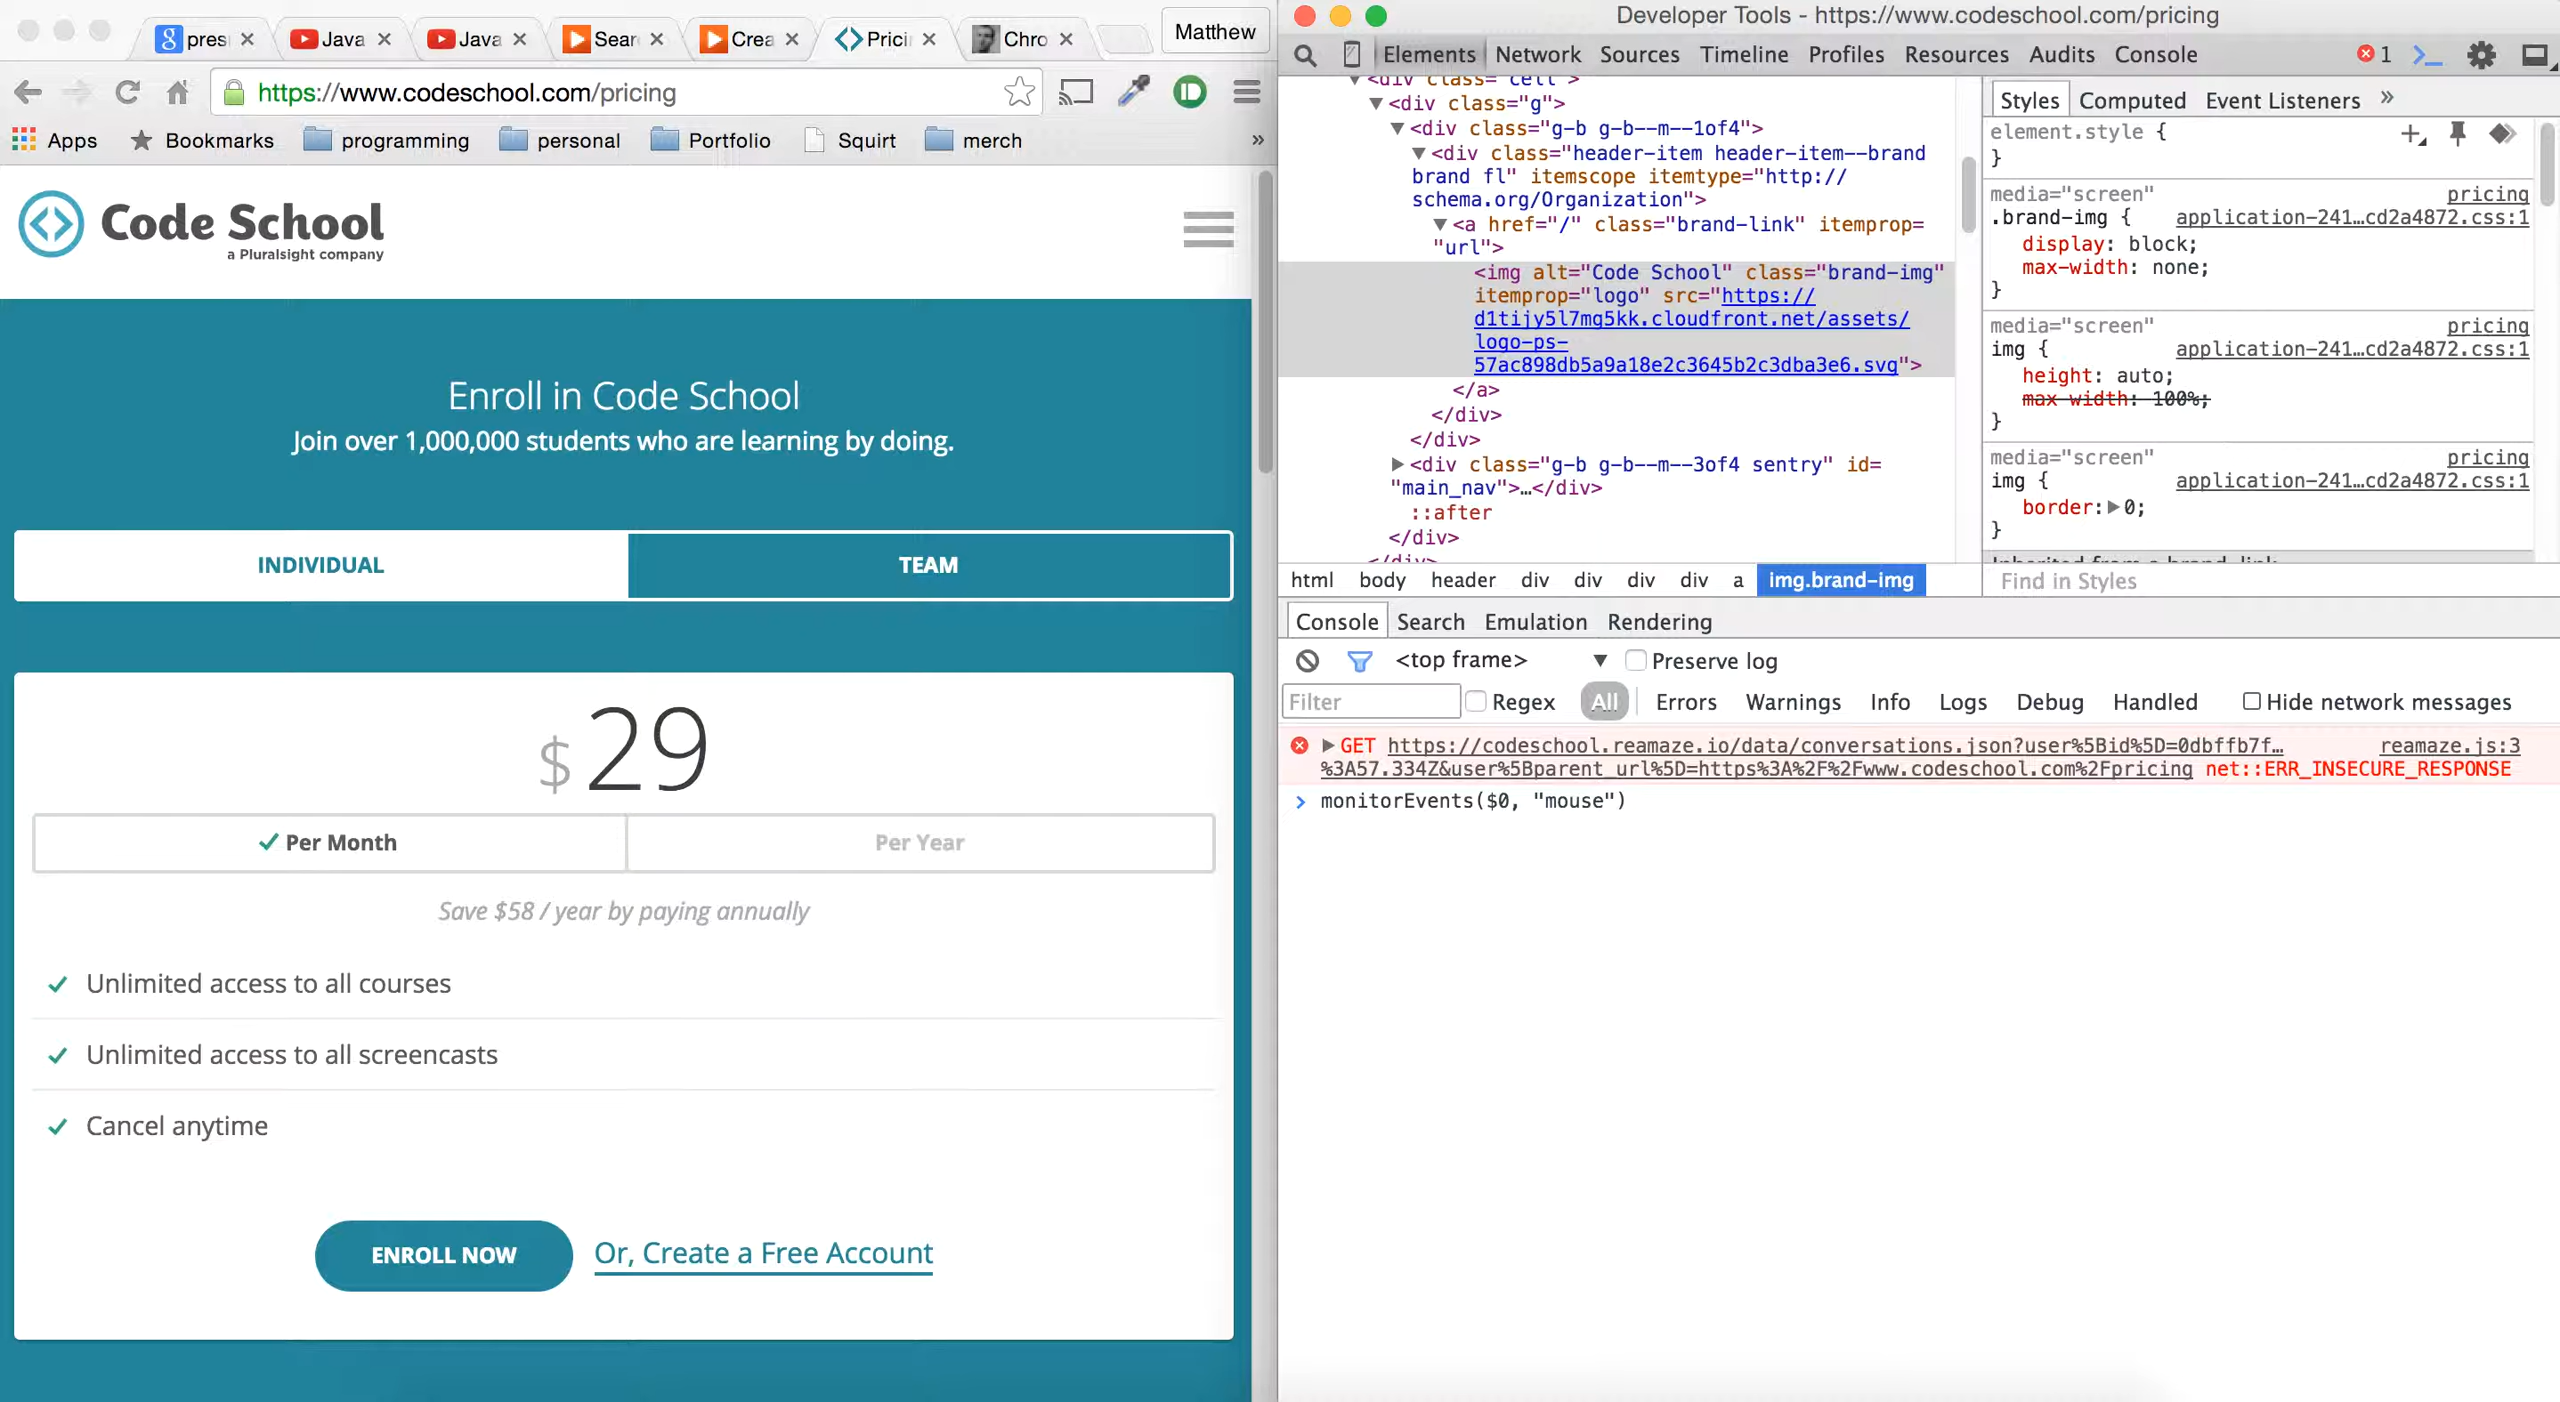 pres
Java
Java
Sear
Crea
Prici
Chro
Matthew
https://www.codeschool.com/pricing
Apps
Bookmarks
programming
personal
Portfolio
Squirt
merch
»
Code School
a Pluralsight company
Enroll in Code School
Join over 1,000,000 students who are learning by doing.
INDIVIDUAL
TEAM
$ 29
Per Month
Per Year
Save $58 / year by paying annually
Unlimited access to all courses
Unlimited access to all screencasts
Cancel anytime
ENROLL NOW
Or, Create a Free Account
Developer Tools - https://www.codeschool.com/pricing
Elements Network Sources Timeline Profiles Resources Audits Console
1
<div class="cell">
<div class="g">
<div class="g-b g-b--m--1of4">
<div class="header-item header-item--brand
brand fl" itemscope itemtype="http://
schema.org/Organization">
<a href="/" class="brand-link" itemprop=
"url">
<img alt="Code School" class="brand-img"
itemprop="logo" src="https://
d1tijy5l7mg5kk.cloudfront.net/assets/
logo-ps-
57ac898db5a9a18e2c3645b2c3dba3e6.svg">
</a>
</div>
</div>
<div class="g-b g-b--m--3of4 sentry" id=
"main_nav">…</div>
::after
</div>
</div>
html body header div div div div a img.brand-img
Styles Computed Event Listeners »
element.style {
}
media="screen" pricing
.brand-img { application-241…cd2a4872.css:1
display: block;
max-width: none;
}
media="screen" pricing
img { application-241…cd2a4872.css:1
height: auto;
max-width: 100%;
}
media="screen" pricing
img { application-241…cd2a4872.css:1
border: 0;
}
Inherited from a.brand-link
Find in Styles
Console Search Emulation Rendering
<top frame>
Preserve log
Filter
Regex
All
Errors Warnings Info Logs Debug Handled
Hide network messages
GET https://codeschool.reamaze.io/data/conversations.json?user%5Bid%5D=0dbffb7f… reamaze.js:3
%3A57.334Z&user%5Bparent_url%5D=https%3A%2F%2Fwww.codeschool.com%2Fpricing net::ERR_INSECURE_RESPONSE
> monitorEvents($0, "mouse")